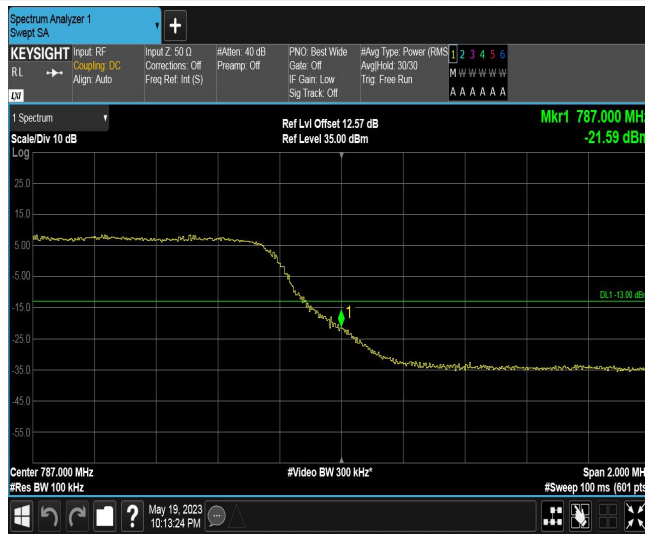 Spectrum Analyzer 1
Swept SA
+
KEYSIGHT Input: RF Input Z: 50 Ω #Atten: 40 dB PNO: Best Wide #Avg Type: Power (RMS 1 2 3 4 5 6
RL Coupling: DC Corrections: Off Preamp: Off Gate: Off Avg|Hold: 30/30 M W W W W W
Align: Auto Freq Ref: Int (S) IF Gain: Low Trig: Free Run
LXI Sig Track: Off A A A A A A
1 Spectrum Ref Lvl Offset 12.57 dB Mkr1 787.000 MH
Scale/Div 10 dB Ref Level 35.00 dBm -21.59 dBm
Log
25.0
15.0
5.00
-5.00
DL1 -13.00 dB
-15.0
1
-25.0
-35.0
-45.0
-55.0
Center 787.000 MHz #Video BW 300 kHz* Span 2.000 MH
#Res BW 100 kHz #Sweep 100 ms (601 pts
? May 19, 2023
10:13:24 PM